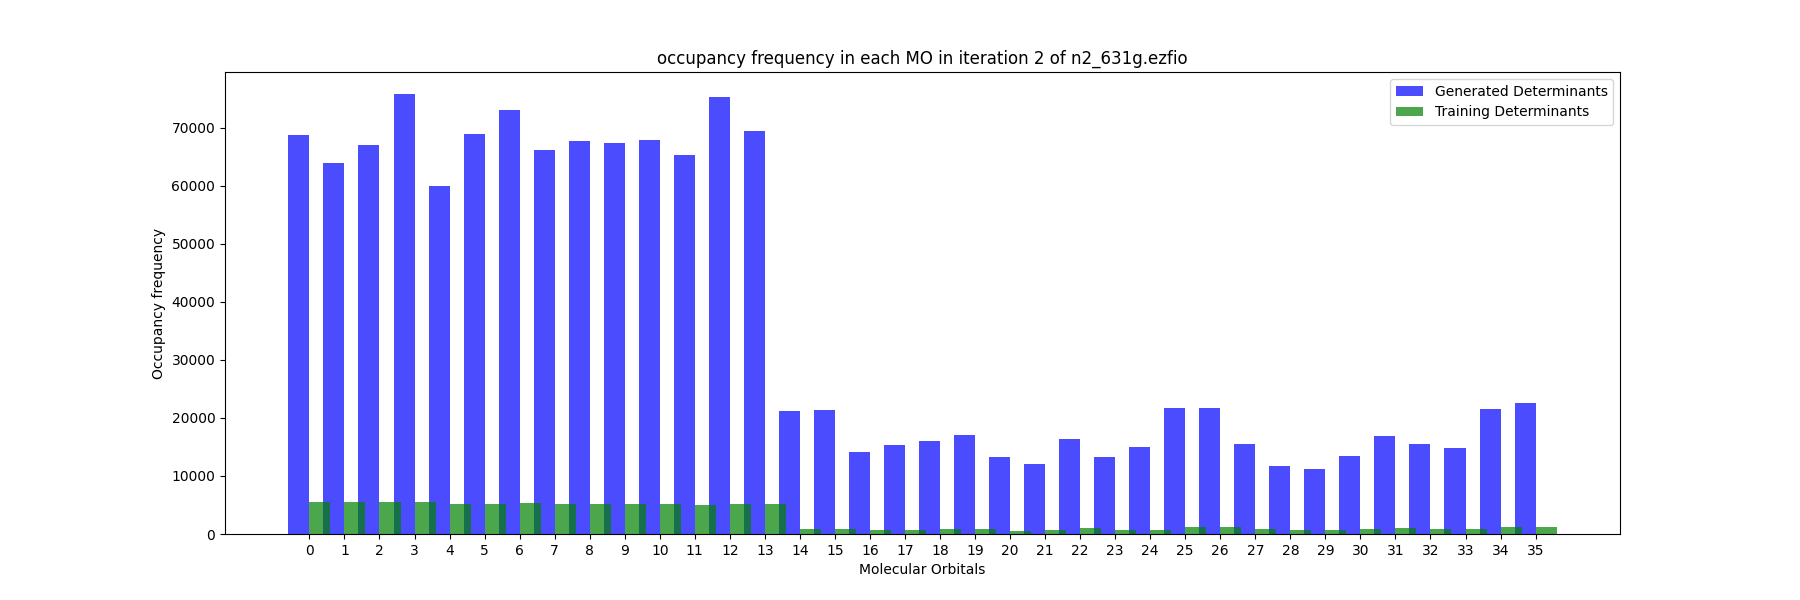 occupancy frequency in each MO in iteration 2 of n2_631g.ezfio
Generated Determinants
Training Determinants
Occupancy frequency
70000
60000
50000
40000
30000
20000
10000
0
0 1 2 3 4 5 6 7 8 9 10 11 12 13 14 15 16 17 18 19 20 21 22 23 24 25 26 27 28 29 30 31 32 33 34 35
Molecular Orbitals